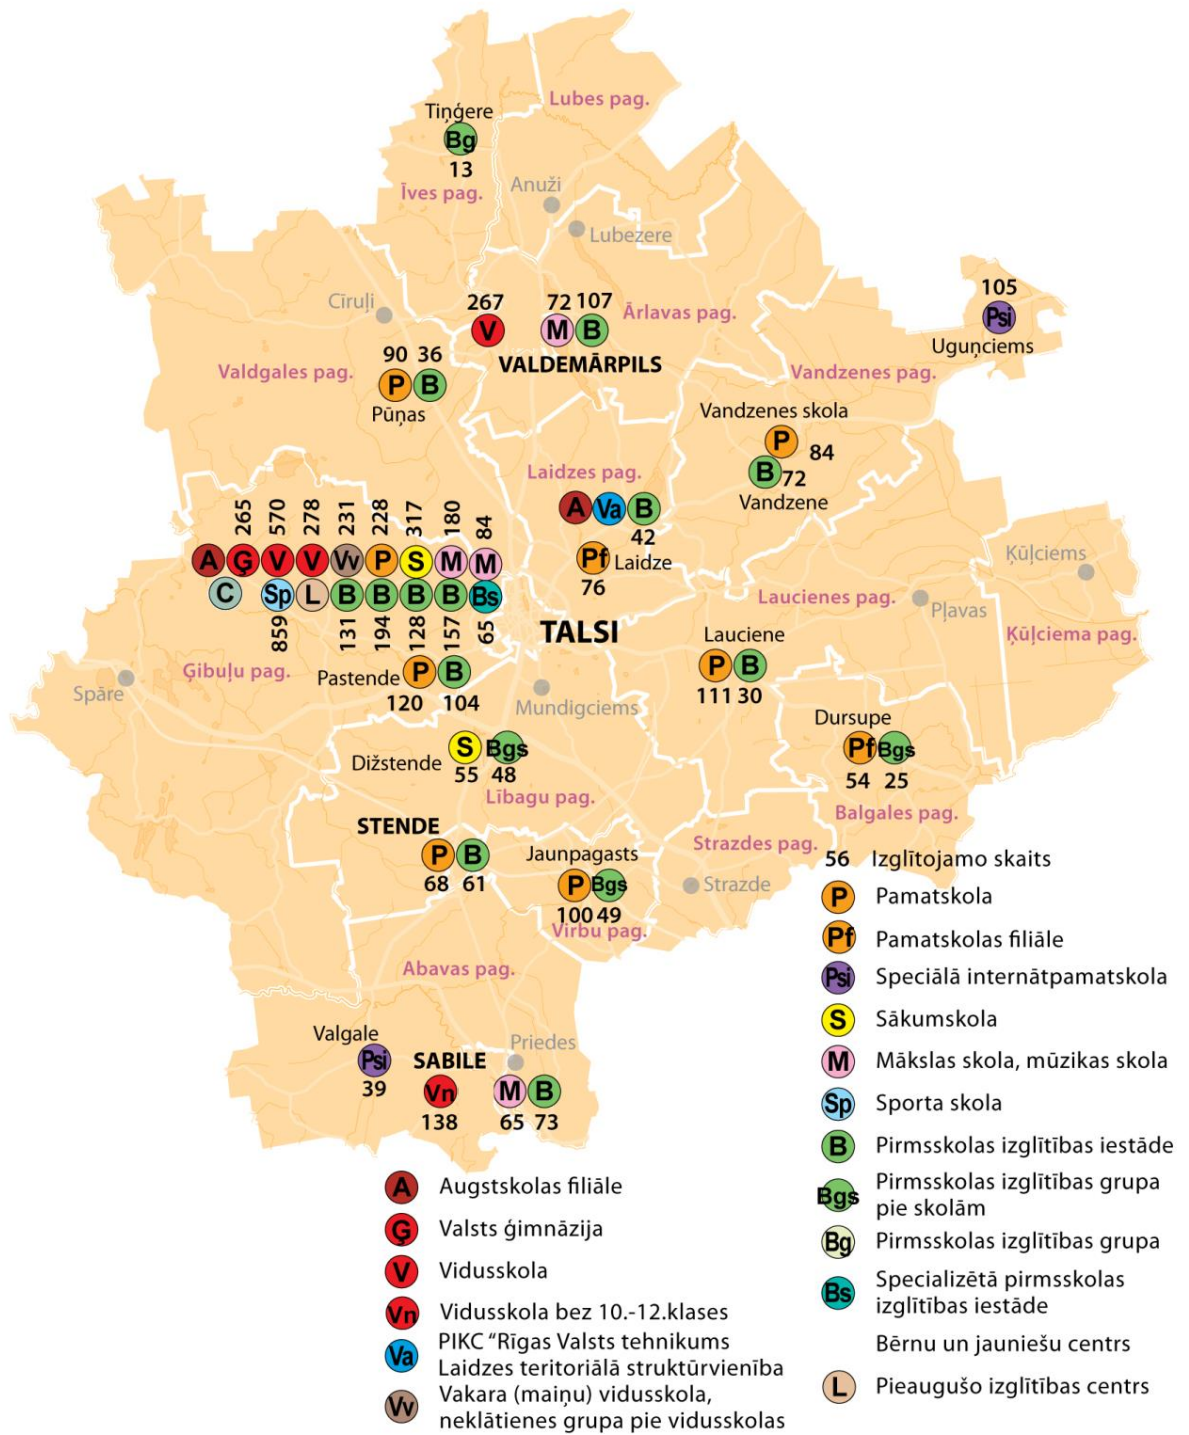 Lubes pag.
Tiņģere
Bg
13
Īves pag.
Anuži
Lubezere
Cīruļi
267
72 107
Ārlavas pag.
105
V
M B
Psi
VALDEMĀRPILS
Uguņciems
90 36
Valdgales pag.
Vandzenes pag.
P B
Pūņas
Vandzenes skola
P
84
B
72
Vandzene
Laidzes pag.
A Va B
42
Pf Laidze
76
265 570 278 231 228 317 180 84
A Ģ V V Vv P S M M
C Sp L B B B B Bs
859 131 194 128 157 65
TALSI
Ķūļciems
Pļavas
Laucienes pag.
Ķūļciema pag.
Lauciene
P B
111 30
Ģibuļu pag.
Spāre
Pastende
P B
120 104
Mundigciems
Dursupe
Pf Bgs
54 25
Balgales pag.
Dižstende
S Bgs
55 48
Lībagu pag.
STENDE
P B
68 61
Jaunpagasts
P Bgs
100 49
Virbu pag.
Strazdes pag.
Strazde
Abavas pag.
Valgale
Psi
39
SABILE
Vn
138
Priedes
M B
65 73
56 Izglītojamo skaits
P Pamatskola
Pf Pamatskolas filiāle
Psi Speciālā internātpamatskola
S Sākumskola
M Mākslas skola, mūzikas skola
Sp Sporta skola
B Pirmsskolas izglītības iestāde
Bgs Pirmsskolas izglītības grupa
pie skolām
Bg Pirmsskolas izglītības grupa
Bs Specializētā pirmsskolas
izglītības iestāde
Bērnu un jauniešu centrs
L Pieaugušo izglītības centrs
A Augstskolas filiāle
Ģ Valsts ģimnāzija
V Vidusskola
Vn Vidusskola bez 10.-12.klases
Va PIKC “Rīgas Valsts tehnikums
Laidzes teritoriālā struktūrvienība
Vv Vakara (maiņu) vidusskola,
neklātienes grupa pie vidusskolas